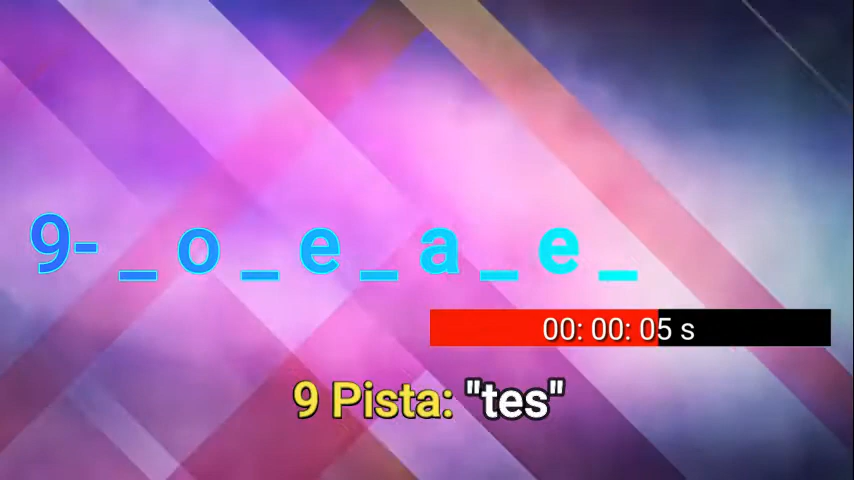 9- _ o _ e _ a _ e _
00: 00: 05 s
9 Pista: "tes"